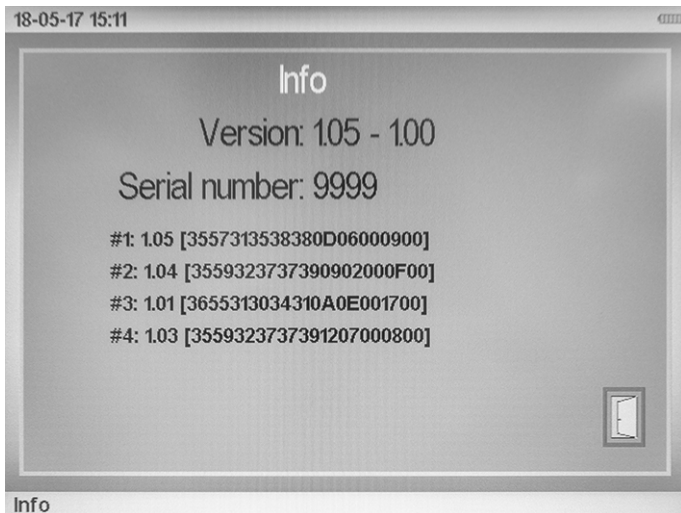 18-05-17 15:11
Info
Version: 1.05 - 1.00
Serial number: 9999
#1: 1.05 [3557313538380D06000900]
#2: 1.04 [3559323737390902000F00]
#3: 1.01 [3655313034310A0E001700]
#4: 1.03 [3559323737391207000800]
Info